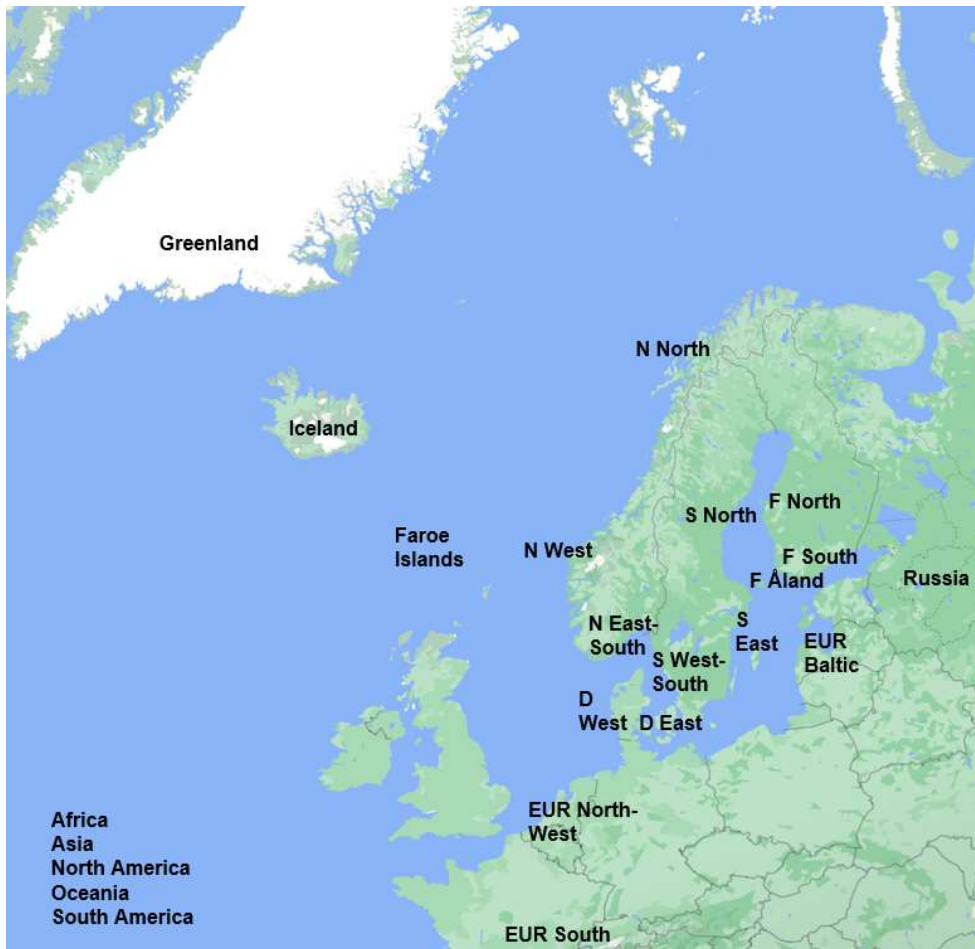 Greenland
N North
Iceland
F North
S North
Faroe
Islands
N West
F South
F Åland
Russia
N East-
South
S
East
EUR
Baltic
S West-
South
D
West
D East
EUR North-
West
Africa
Asia
North America
Oceania
South America
EUR South